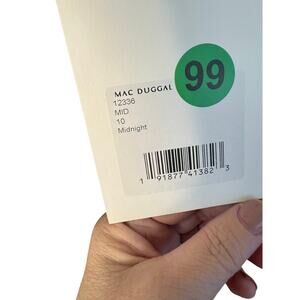 99
MAC DUGGAL
12336
MID
10
Midnight
1 91877 41382 3